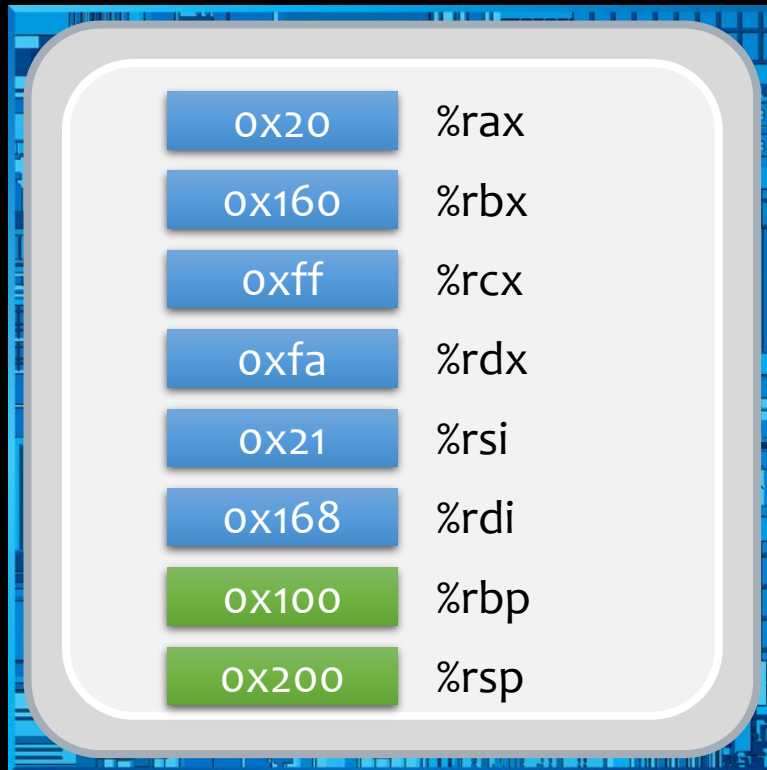 0x20 %rax
0x160 %rbx
0xff %rcx
0xfa %rdx
0x21 %rsi
0x168 %rdi
0x100 %rbp
0x200 %rsp